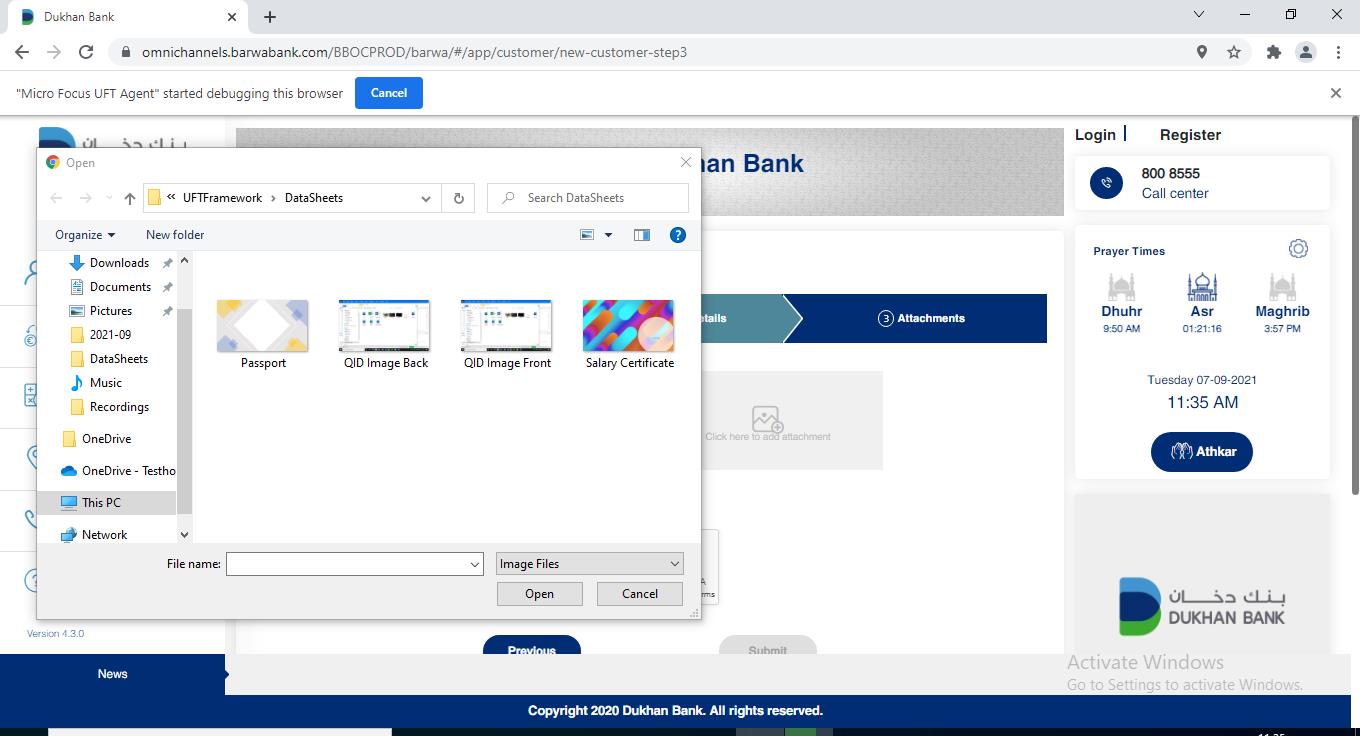 Dukhan Bank
omnichannels.barwabank.com/BBOCPROD/barwa/#/app/customer/new-customer-step3
"Micro Focus UFT Agent" started debugging this browser
Cancel
Login
Register
Open
an Bank
800 8555
Call center
« UFTFramework › DataSheets
Search DataSheets
Organize
New folder
?
Downloads
Documents
Pictures
2021-09
DataSheets
Music
Recordings
OneDrive
OneDrive - Testho
This PC
Network
Passport
QID Image Back
QID Image Front
Salary Certificate
File name:
Image Files
Open
Cancel
tails
3 Attachments
Click here to add attachment
rms
Previous
Submit
Prayer Times
Dhuhr
Asr
Maghrib
9:50 AM
01:21:16
3:57 PM
Tuesday 07-09-2021
11:35 AM
Athkar
بنك دخان
DUKHAN BANK
Version 4.3.0
News
Activate Windows
Go to Settings to activate Windows.
Copyright 2020 Dukhan Bank. All rights reserved.